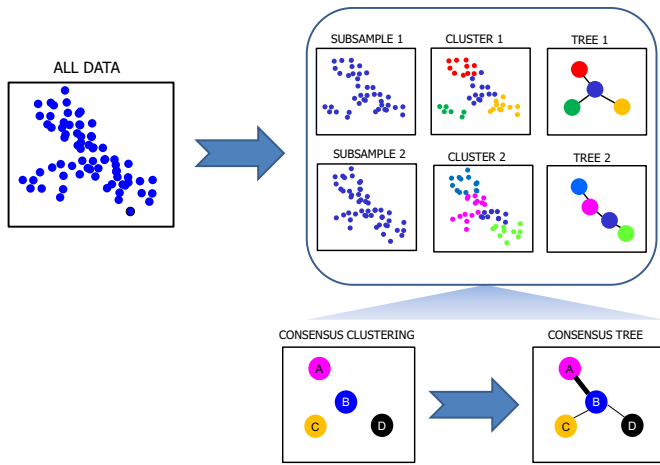 ALL DATA
SUBSAMPLE 1
CLUSTER 1
TREE 1
SUBSAMPLE 2
CLUSTER 2
TREE 2
CONSENSUS CLUSTERING
A
B
C
D
CONSENSUS TREE
A
B
C
D